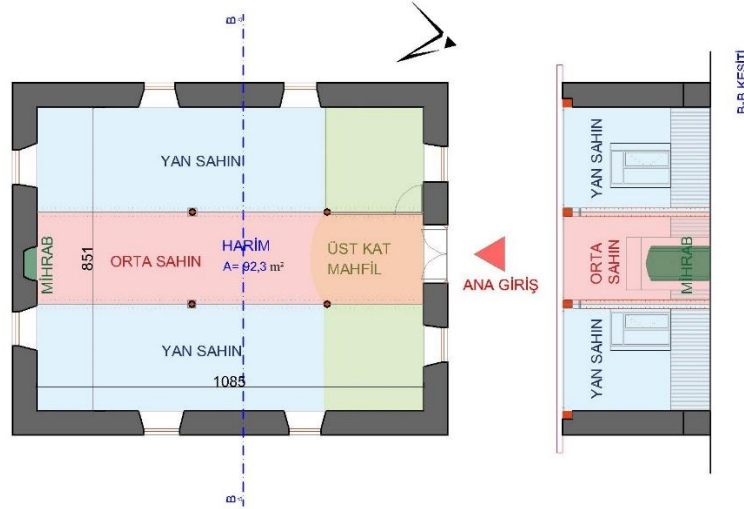 B
YAN SAHIN
MİHRAB
851
ORTA SAHIN
HARİM
A= 92,3 m²
ÜST KAT
MAHFİL
ANA GİRİŞ
YAN SAHIN
1085
B
B-B KESİTİ
YAN SAHIN
ORTA
SAHIN
MİHRAB
YAN SAHIN